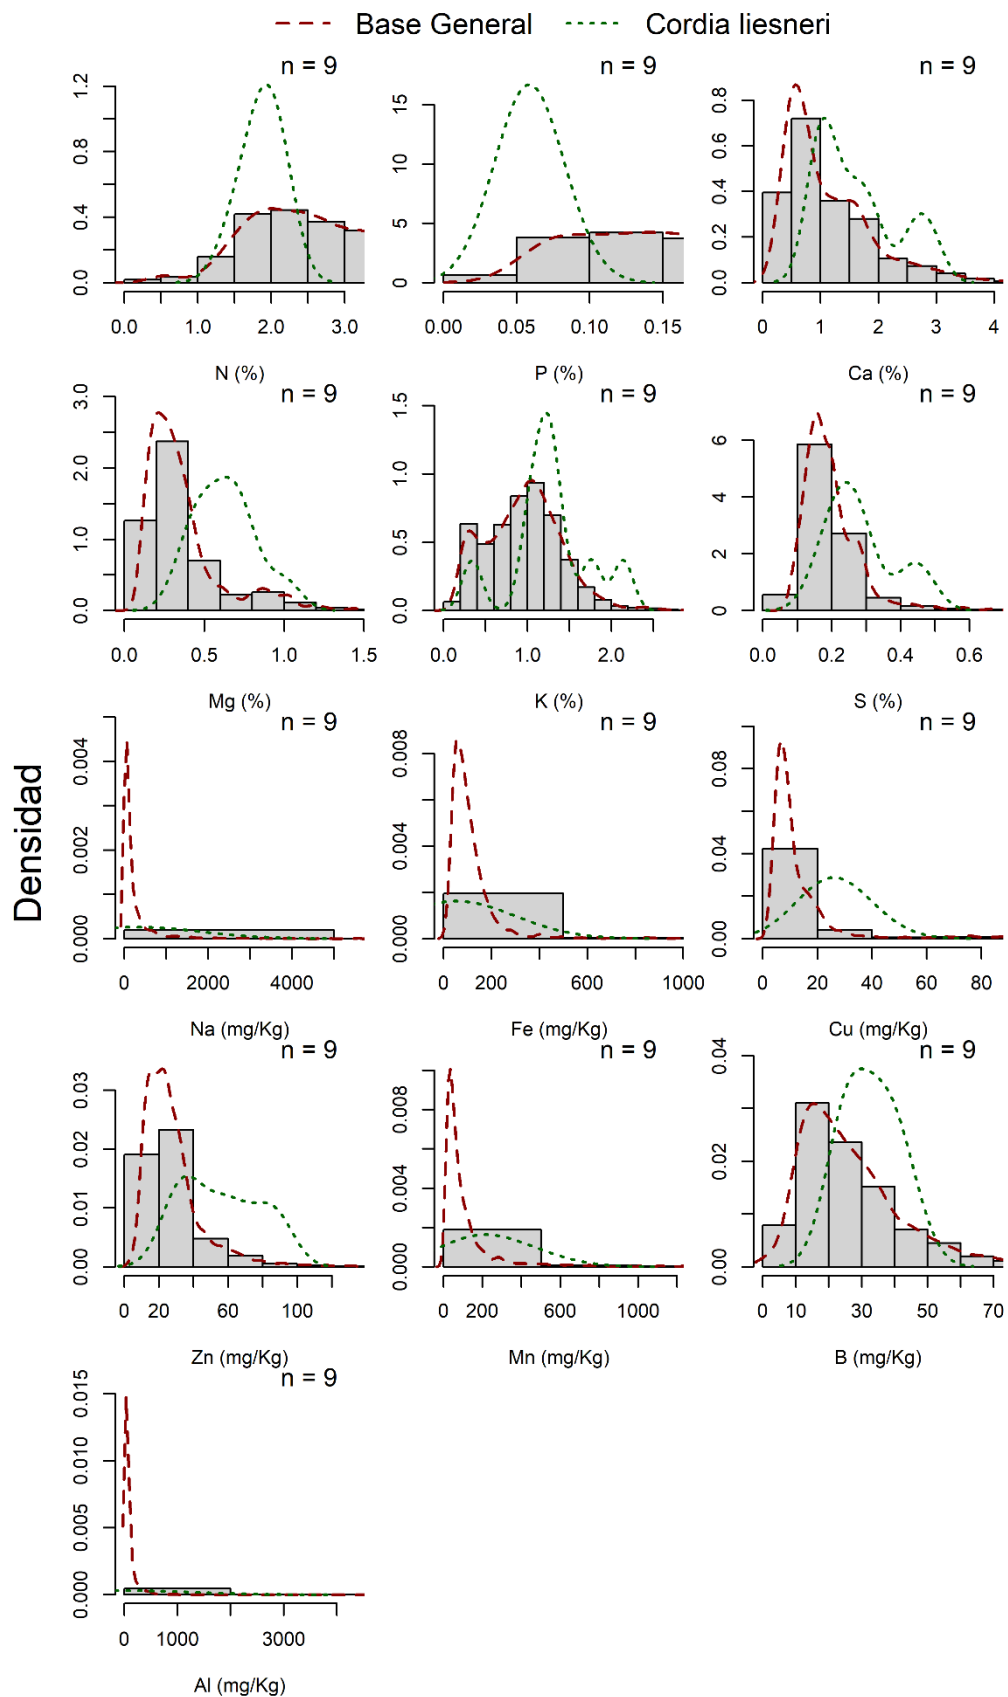 Base General Cordia liesneri
n = 9 n = 9 n = 9
0.0 0.4 0.8 1.2
0 5 10 15
0.0 0.2 0.4 0.6 0.8
0.0 1.0 2.0 3.0
0.00 0.05 0.10 0.15
0 1 2 3 4
N (%) P (%) Ca (%)
n = 9 n = 9 n = 9
0.0 1.0 2.0 3.0
0.0 0.5 1.0 1.5
0 2 4 6
0.0 0.5 1.0 1.5
0.0 1.0 2.0
0.0 0.2 0.4 0.6
Mg (%) K (%) S (%)
n = 9 n = 9 n = 9
Densidad
0.000 0.002 0.004
0.000 0.004 0.008
0.00 0.04 0.08
0 2000 4000
0 200 600 1000
0 20 40 60 80
Na (mg/Kg) Fe (mg/Kg) Cu (mg/Kg)
n = 9 n = 9 n = 9
0.00 0.01 0.02 0.03
0.000 0.004 0.008
0.00 0.02 0.04
0 20 60 100
0 200 600 1000
0 10 30 50 70
Zn (mg/Kg) Mn (mg/Kg) B (mg/Kg)
n = 9
0.000 0.005 0.010 0.015
0 1000 3000
Al (mg/Kg)